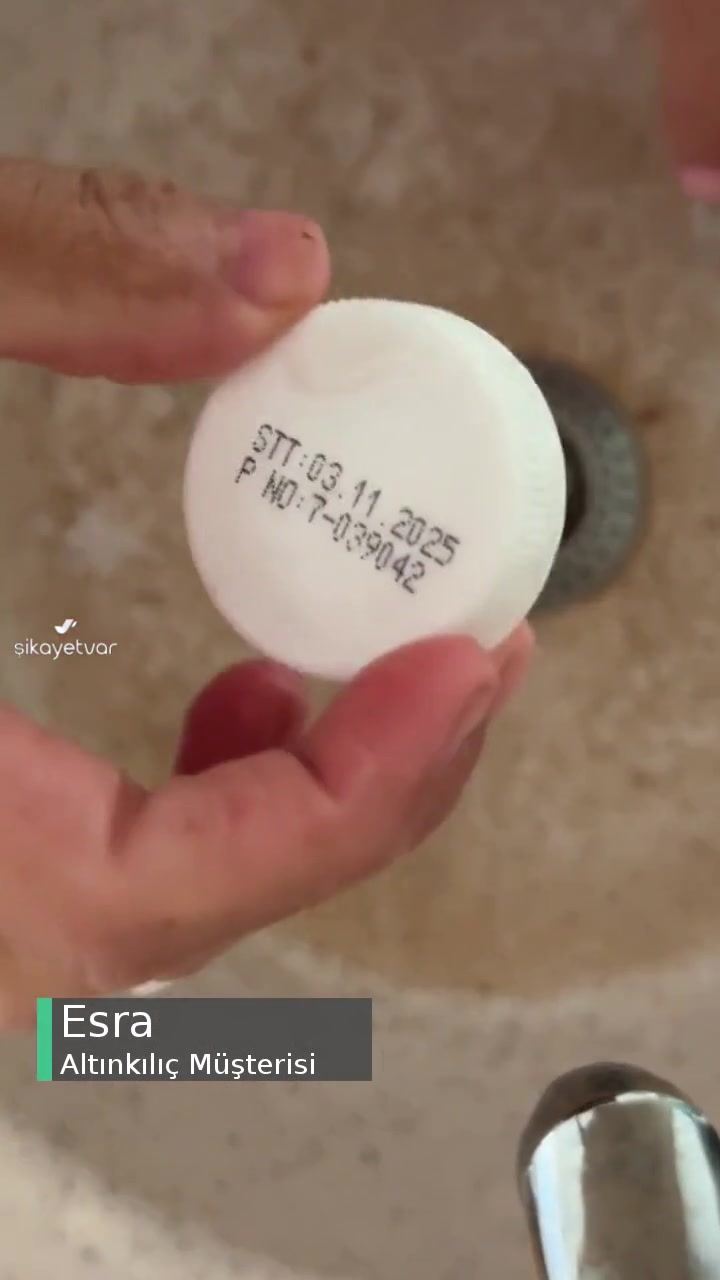 STT:03.11.2025
P NO:7-039042
şikayetvar
Esra
Altınkılıç Müşterisi